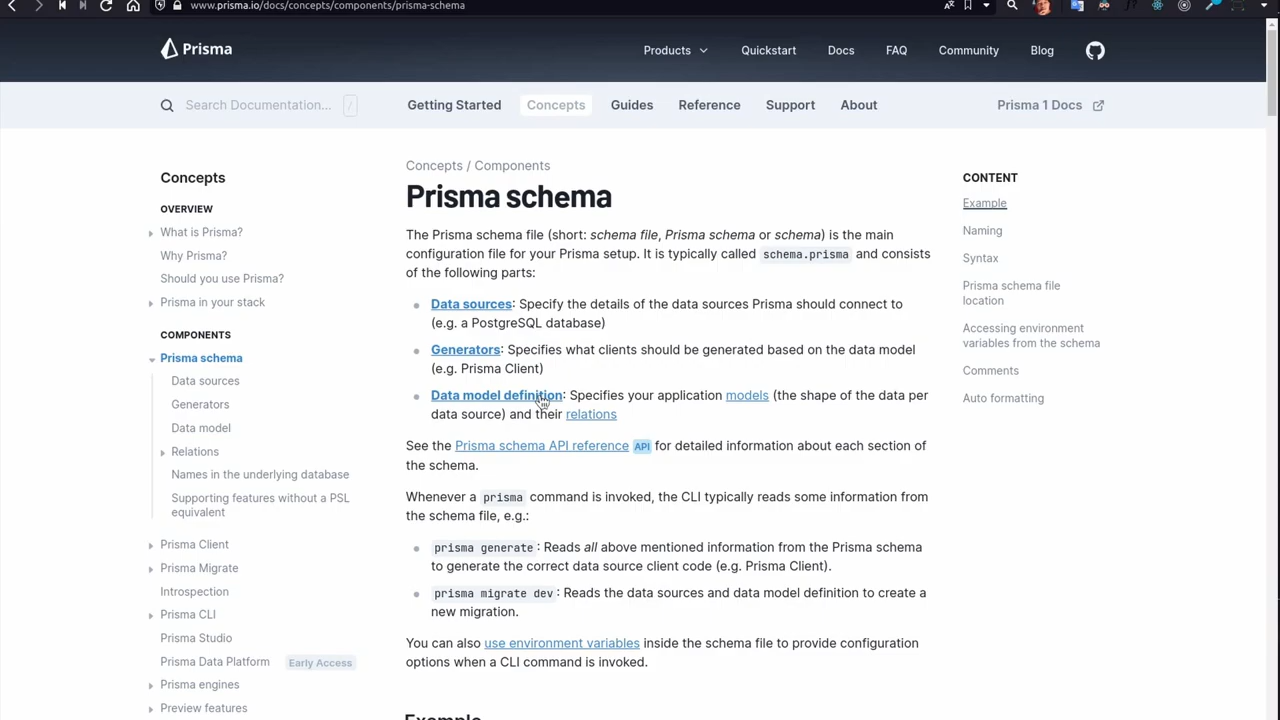 www.prisma.io/docs/concepts/components/prisma-schema
Prisma
Products
Quickstart
Docs
FAQ
Community
Blog
Search Documentation... /
Getting Started
Concepts
Guides
Reference
Support
About
Prisma 1 Docs
Concepts
OVERVIEW
What is Prisma?
Why Prisma?
Should you use Prisma?
Prisma in your stack
COMPONENTS
Prisma schema
Data sources
Generators
Data model
Relations
Names in the underlying database
Supporting features without a PSL
equivalent
Prisma Client
Prisma Migrate
Introspection
Prisma CLI
Prisma Studio
Prisma Data Platform Early Access
Prisma engines
Preview features
Concepts / Components
Prisma schema
The Prisma schema file (short: schema file, Prisma schema or schema) is the main
configuration file for your Prisma setup. It is typically called schema.prisma and consists
of the following parts:
Data sources: Specify the details of the data sources Prisma should connect to
(e.g. a PostgreSQL database)
Generators: Specifies what clients should be generated based on the data model
(e.g. Prisma Client)
Data model definition: Specifies your application models (the shape of the data per
data source) and their relations
See the Prisma schema API reference API for detailed information about each section of
the schema.
Whenever a prisma command is invoked, the CLI typically reads some information from
the schema file, e.g.:
prisma generate: Reads all above mentioned information from the Prisma schema
to generate the correct data source client code (e.g. Prisma Client).
prisma migrate dev: Reads the data sources and data model definition to create a
new migration.
You can also use environment variables inside the schema file to provide configuration
options when a CLI command is invoked.
Example
CONTENT
Example
Naming
Syntax
Prisma schema file
location
Accessing environment
variables from the schema
Comments
Auto formatting